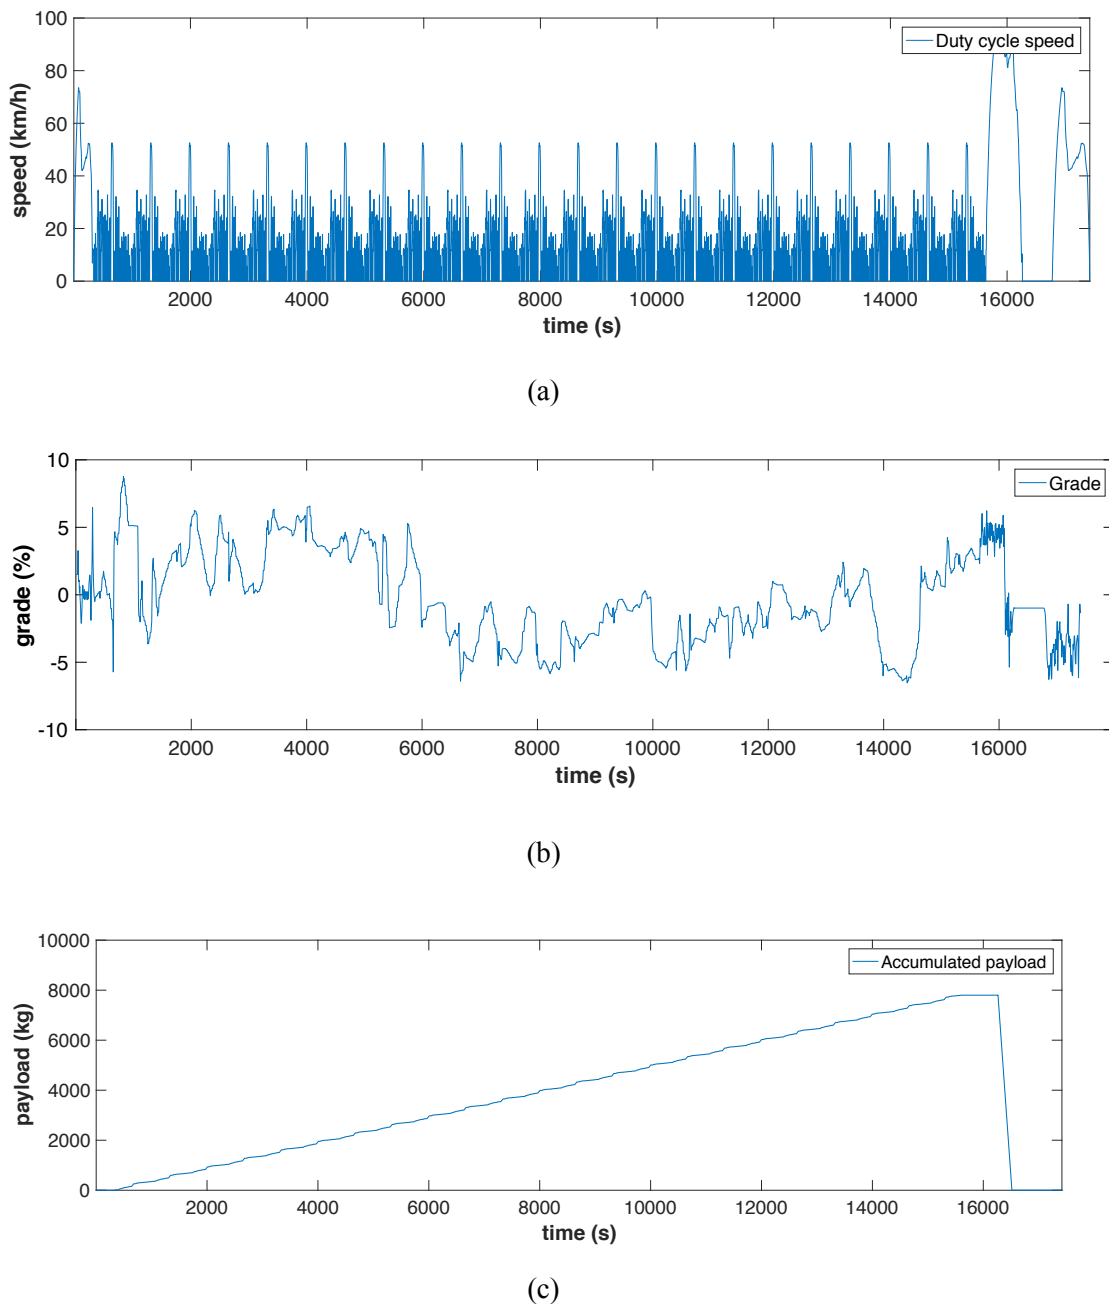 100
80
60
40
20
0
speed (km/h)
Duty cycle speed
2000 4000 6000 8000 10000 12000 14000 16000
time (s)
(a)
10
5
0
-5
-10
grade (%)
Grade
2000 4000 6000 8000 10000 12000 14000 16000
time (s)
(b)
10000
8000
6000
4000
2000
0
payload (kg)
Accumulated payload
2000 4000 6000 8000 10000 12000 14000 16000
time (s)
(c)